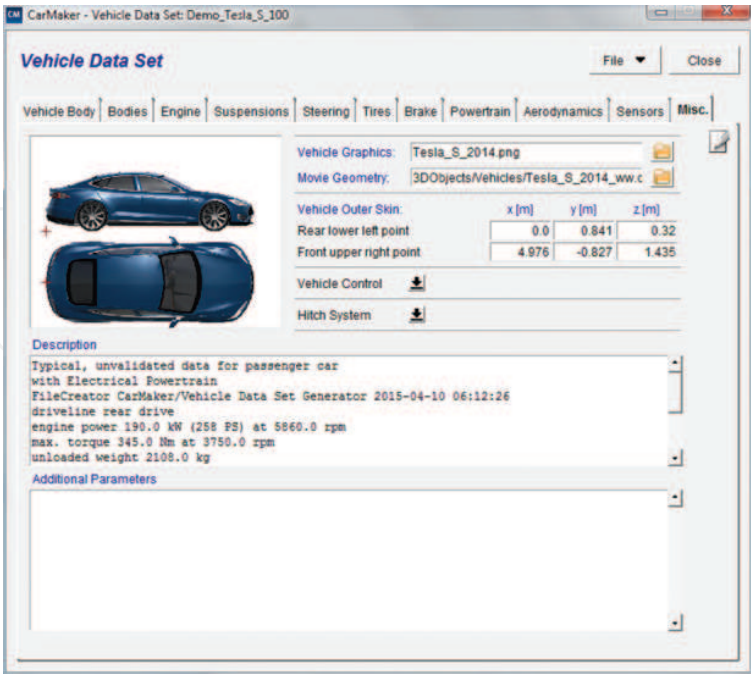 CM CarMaker - Vehicle Data Set: Demo_Tesla_S_100
Vehicle Data Set
File
Close
Vehicle Body Bodies Engine Suspensions Steering Tires Brake Powertrain Aerodynamics Sensors Misc.
Vehicle Graphics: Tesla_S_2014.png
Movie Geometry: 3DObjects/Vehicles/Tesla_S_2014_ww.c
Vehicle Outer Skin: x [m] y [m] z [m]
Rear lower left point 0.0 0.841 0.32
Front upper right point 4.976 -0.827 1.435
Vehicle Control
Hitch System
Description
Typical, unvalidated data for passenger car
with Electrical Powertrain
FileCreator CarMaker/Vehicle Data Set Generator 2015-04-10 06:12:26
driveline rear drive
engine power 190.0 kW (258 PS) at 5860.0 rpm
max. torque 345.0 Nm at 3750.0 rpm
unloaded weight 2108.0 kg
Additional Parameters